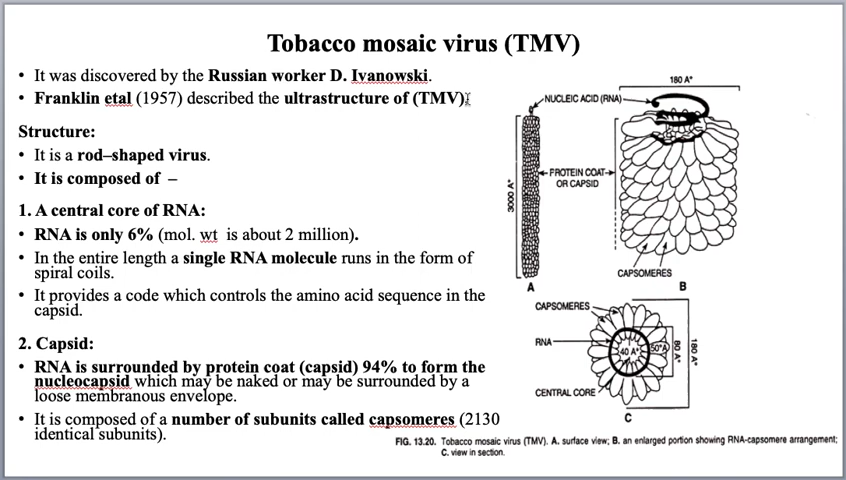 Tobacco mosaic virus (TMV)
• It was discovered by the Russian worker D. Ivanowski.
• Franklin etal (1957) described the ultrastructure of (TMV).
Structure:
• It is a rod–shaped virus.
• It is composed of –
1. A central core of RNA:
• RNA is only 6% (mol. wt is about 2 million).
• In the entire length a single RNA molecule runs in the form of
spiral coils.
• It provides a code which controls the amino acid sequence in the
capsid.
2. Capsid:
• RNA is surrounded by protein coat (capsid) 94% to form the
nucleocapsid which may be naked or may be surrounded by a
loose membranous envelope.
• It is composed of a number of subunits called capsomeres (2130
identical subunits).
180 A°
NUCLEIC ACID (RNA)
3000 A°
PROTEIN COAT
OR CAPSID
CAPSOMERES
A
B
CAPSOMERES
RNA
40 A°
50°A
80 A°
180 A°
CENTRAL CORE
C
FIG. 13.20. Tobacco mosaic virus (TMV). A. surface view; B. an enlarged portion showing RNA-capsomere arrangement;
C. view in section.